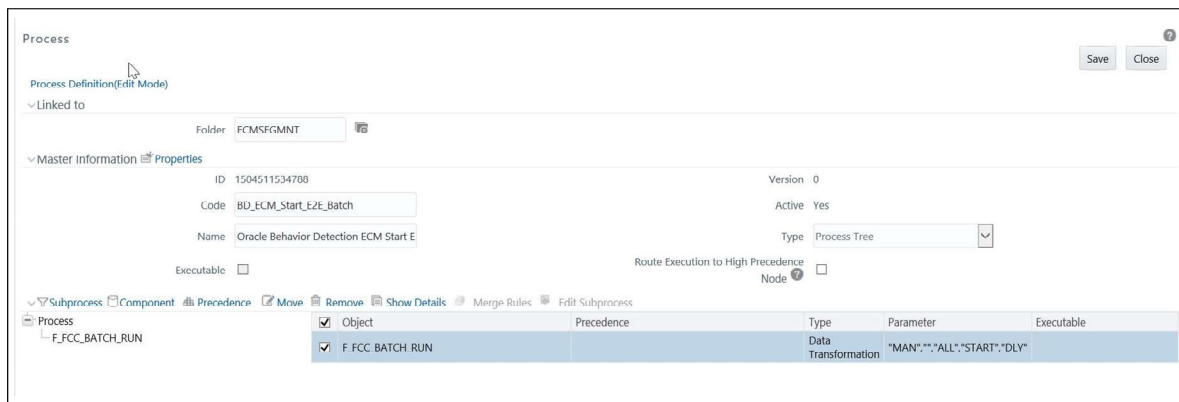 Process
Save Close
Process Definition(Edit Mode)
Linked to
Folder ECMSEGMNT
Master Information Properties
ID 1504511534788 Version 0
Code BD_ECM_Start_E2E_Batch Active Yes
Name Oracle Behavior Detection ECM Start E Type Process Tree
Executable Route Execution to High Precedence
Node
Subprocess Component Precedence Move Remove Show Details Merge Rules Edit Subprocess
Process Object Precedence Type Parameter Executable
F_FCC_BATCH_RUN F_FCC_BATCH_RUN Data Transformation "MAN","","ALL","START","DLY"